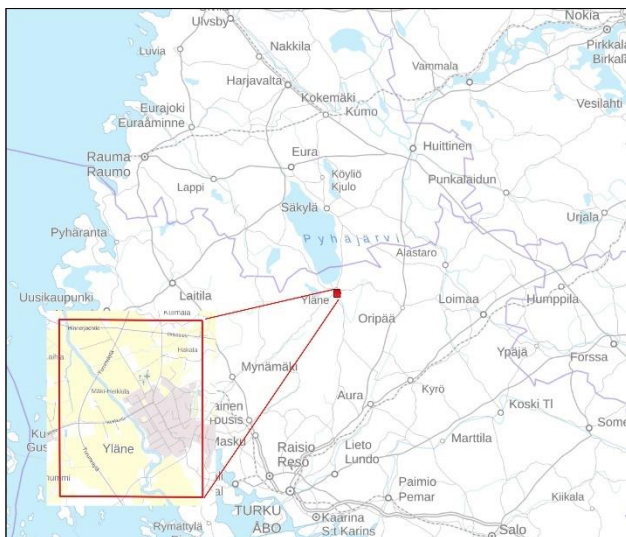 Ulvsby
Nokia
Luvia
Nakkila
Pirkkala
Birkala
Harjavalta
Vammala
Kokemäki
Kumo
Vesilahti
Eurajoki
Euraåminne
Huittinen
Rauma
Raumo
Eura
Köyliö
Kjulo
Lappi
Punkalaidun
Säkylä
Urjala
Pyhäranta
Pyhäjärvi
Alastaro
Laitila
Uusikaupunki
Yläne
Loimaa
Humppila
Oripää
Ypäjä
Forssa
Mynämäki
Aura
Kyrö
Koski Tl
Yläne
Masku
Marttila
Raisio
Reso
Lieto
Lundo
Paimio
Pemar
Kiikala
TURKU
ÅBO
Rymättylä
Kaarina
S:t Karins
Salo